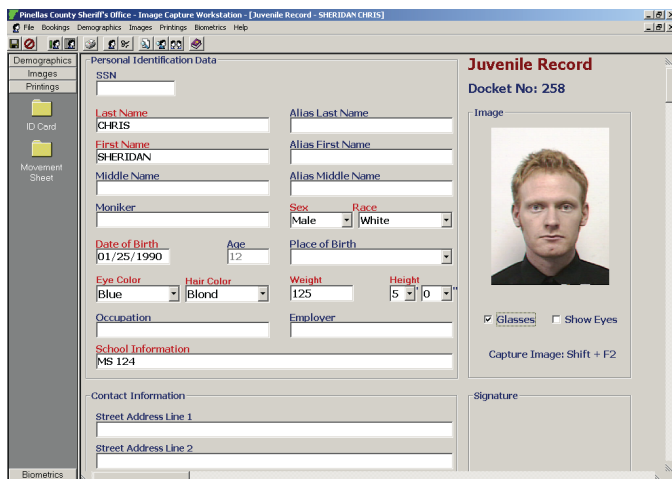 Pinellas County Sheriff's Office - Image Capture Workstation - [Juvenile Record - SHERIDAN CHRIS]
File Bookings Demographics Images Printings Biometrics Help
Demographics
Images
Printings
ID Card
Movement
Sheet
Biometrics
Personal Identification Data
SSN
Last Name Alias Last Name
CHRIS
First Name Alias First Name
SHERIDAN
Middle Name Alias Middle Name
Moniker Sex Race
Male White
Date of Birth Age Place of Birth
01/25/1990 12
Eye Color Hair Color Weight Height
Blue Blond 125 5 ' 0 "
Occupation Employer
School Information
MS 124
Contact Information
Street Address Line 1
Street Address Line 2
Juvenile Record
Docket No: 258
Image
Glasses Show Eyes
Capture Image: Shift + F2
Signature